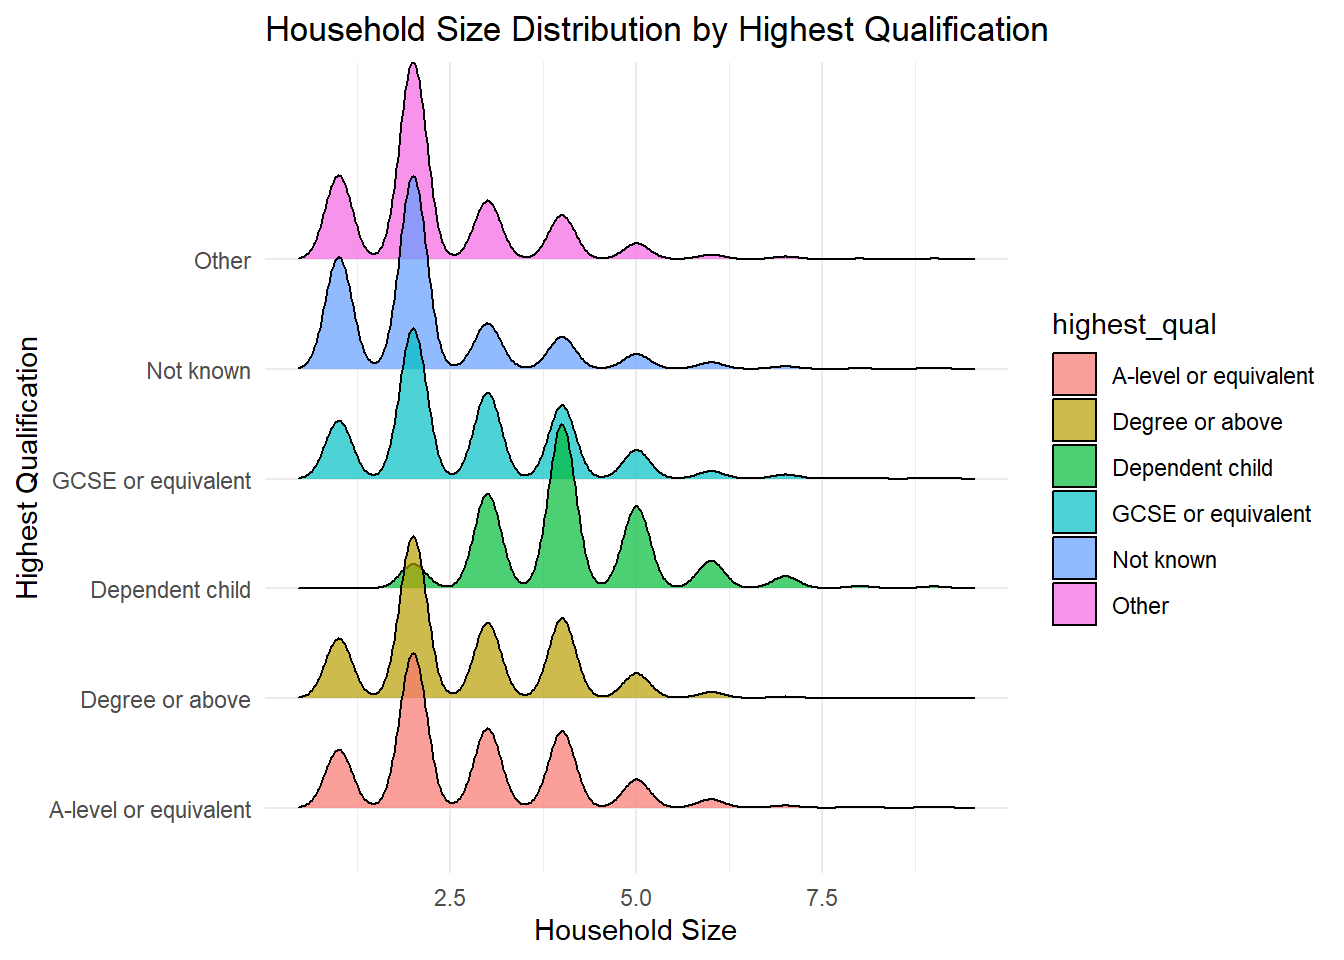 Household Size Distribution by Highest Qualification
Highest Qualification
Other
Not known
GCSE or equivalent
Dependent child
Degree or above
A-level or equivalent
2.5 5.0 7.5
Household Size
highest_qual
A-level or equivalent
Degree or above
Dependent child
GCSE or equivalent
Not known
Other